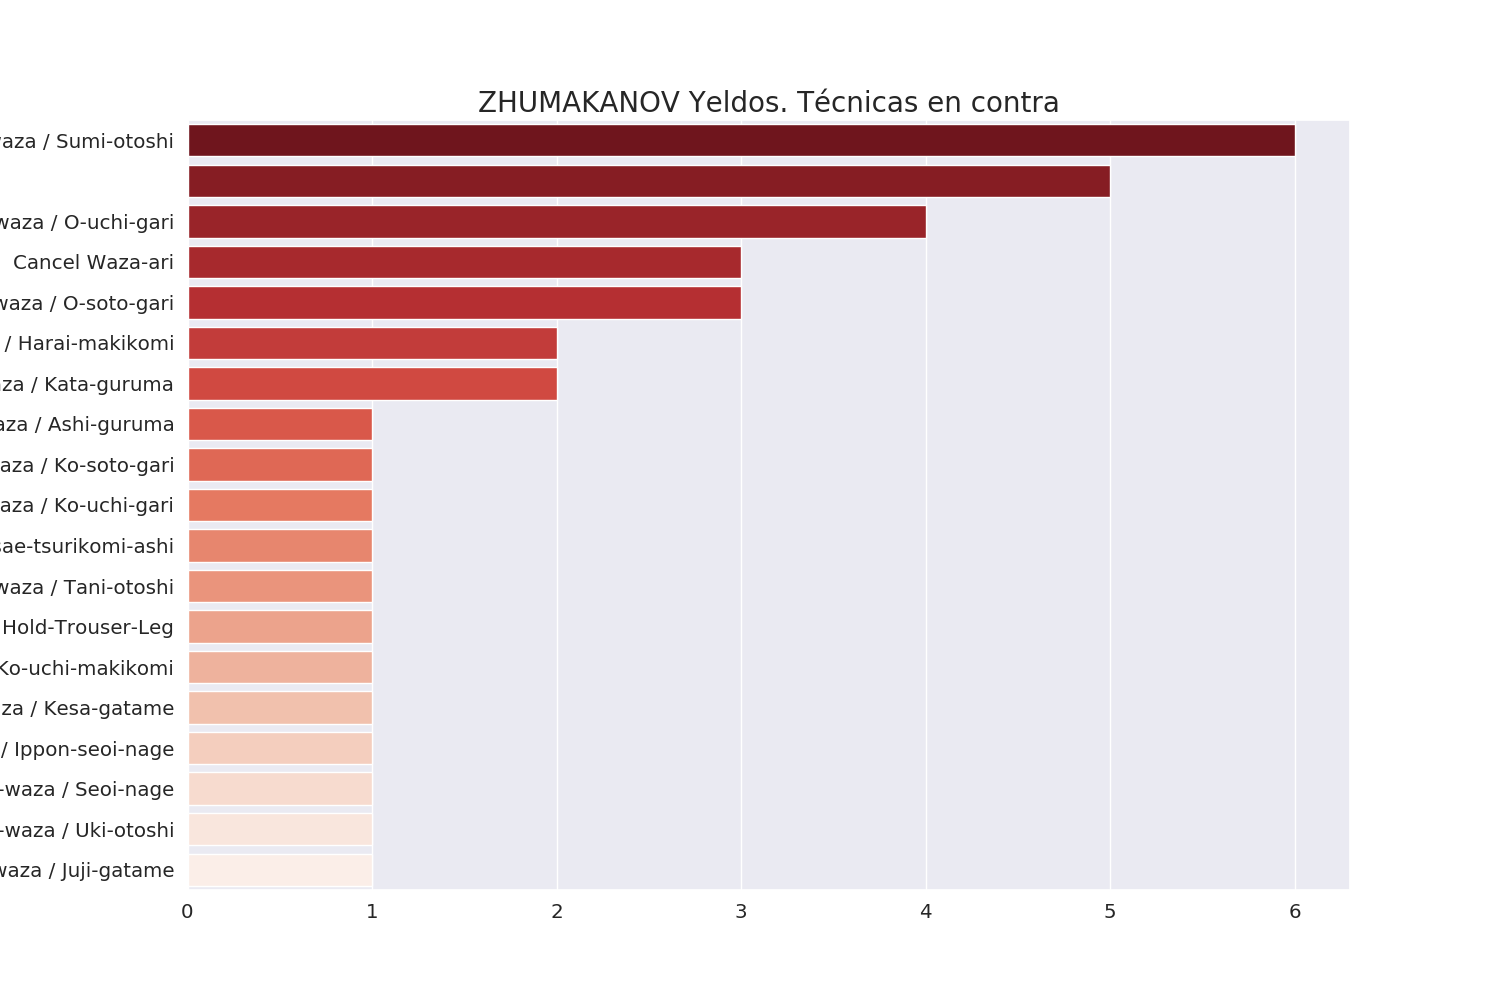 ZHUMAKANOV Yeldos. Técnicas en contra
waza / Sumi-otoshi
waza / O-uchi-gari
Cancel Waza-ari
waza / O-soto-gari
/ Harai-makikomi
za / Kata-guruma
aza / Ashi-guruma
aza / Ko-soto-gari
aza / Ko-uchi-gari
sae-tsurikomi-ashi
waza / Tani-otoshi
Hold-Trouser-Leg
Ko-uchi-makikomi
za / Kesa-gatame
/ Ippon-seoi-nage
-waza / Seoi-nage
-waza / Uki-otoshi
waza / Juji-gatame
0 1 2 3 4 5 6